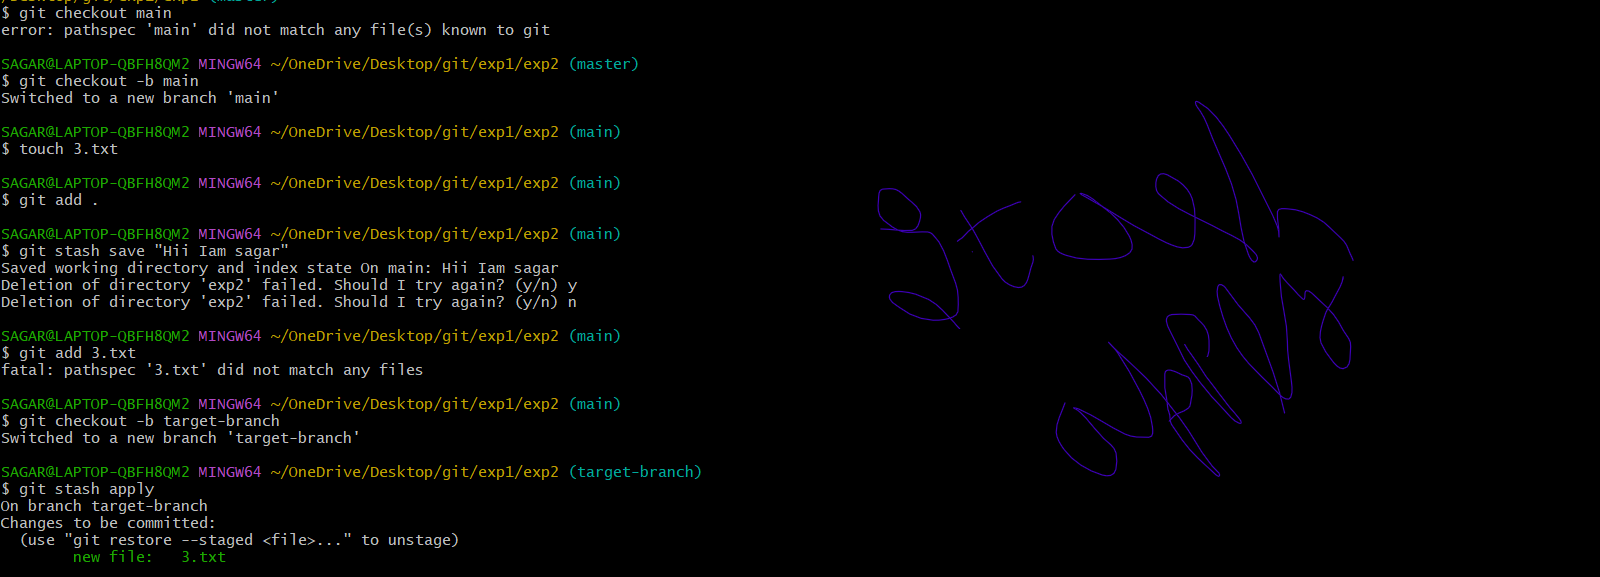 $ git checkout main
error: pathspec 'main' did not match any file(s) known to git
SAGAR@LAPTOP-QBFH8QM2 MINGW64 ~/OneDrive/Desktop/git/exp1/exp2 (master)
$ git checkout -b main
Switched to a new branch 'main'
SAGAR@LAPTOP-QBFH8QM2 MINGW64 ~/OneDrive/Desktop/git/exp1/exp2 (main)
$ touch 3.txt
SAGAR@LAPTOP-QBFH8QM2 MINGW64 ~/OneDrive/Desktop/git/exp1/exp2 (main)
$ git add .
SAGAR@LAPTOP-QBFH8QM2 MINGW64 ~/OneDrive/Desktop/git/exp1/exp2 (main)
$ git stash save "Hii Iam sagar"
Saved working directory and index state On main: Hii Iam sagar
Deletion of directory 'exp2' failed. Should I try again? (y/n) y
Deletion of directory 'exp2' failed. Should I try again? (y/n) n
SAGAR@LAPTOP-QBFH8QM2 MINGW64 ~/OneDrive/Desktop/git/exp1/exp2 (main)
$ git add 3.txt
fatal: pathspec '3.txt' did not match any files
SAGAR@LAPTOP-QBFH8QM2 MINGW64 ~/OneDrive/Desktop/git/exp1/exp2 (main)
$ git checkout -b target-branch
Switched to a new branch 'target-branch'
SAGAR@LAPTOP-QBFH8QM2 MINGW64 ~/OneDrive/Desktop/git/exp1/exp2 (target-branch)
$ git stash apply
On branch target-branch
Changes to be committed:
(use "git restore --staged <file>..." to unstage)
new file: 3.txt